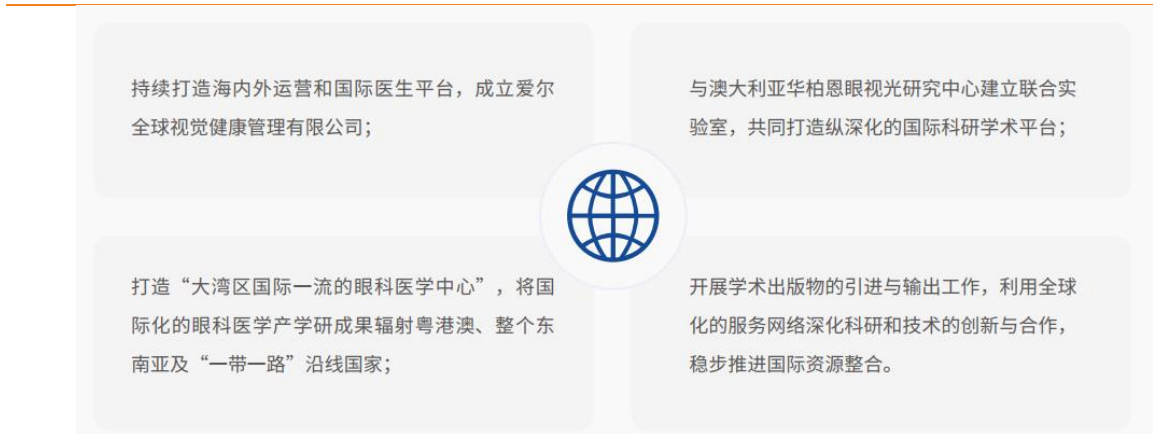 持续打造海内外运营和国际医生平台，成立爱尔
全球视觉健康管理有限公司；
与澳大利亚华柏恩眼视光研究中心建立联合实
验室，共同打造纵深化的国际科研学术平台；
打造“大湾区国际一流的眼科医学中心”，将国
际化的眼科医学产学研成果辐射粤港澳、整个东
南亚及“一带一路”沿线国家；
开展学术出版物的引进与输出工作，利用全球
化的服务网络深化科研和技术的创新与合作，
稳步推进国际资源整合。